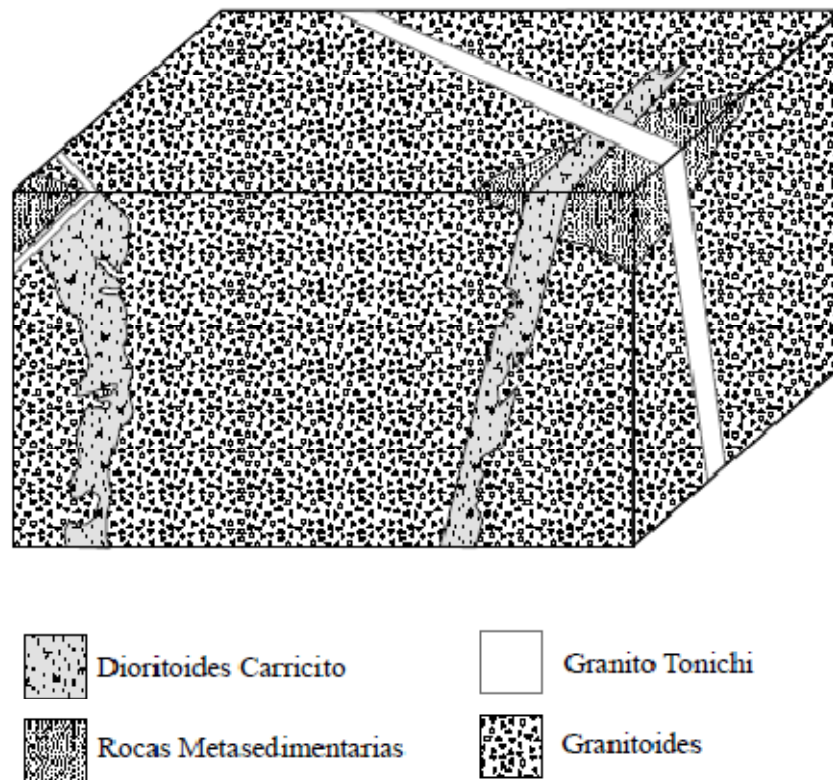 Dioritoides Carricito
Granito Tonichi
Rocas Metasedimentarias
Granitoides